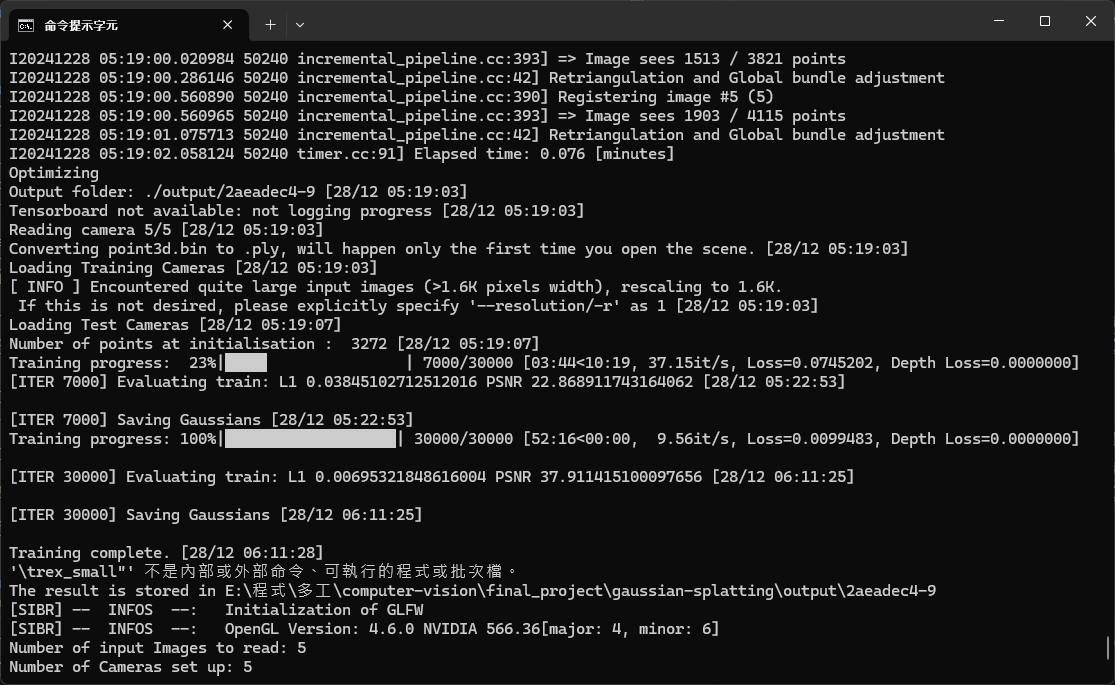 命令提示字元
I20241228 05:19:00.020984 50240 incremental_pipeline.cc:393] => Image sees 1513 / 3821 points
I20241228 05:19:00.286146 50240 incremental_pipeline.cc:42] Retriangulation and Global bundle adjustment
I20241228 05:19:00.560890 50240 incremental_pipeline.cc:390] Registering image #5 (5)
I20241228 05:19:00.560965 50240 incremental_pipeline.cc:393] => Image sees 1903 / 4115 points
I20241228 05:19:01.075713 50240 incremental_pipeline.cc:42] Retriangulation and Global bundle adjustment
I20241228 05:19:02.058124 50240 timer.cc:91] Elapsed time: 0.076 [minutes]
Optimizing
Output folder: ./output/2aeadec4-9 [28/12 05:19:03]
Tensorboard not available: not logging progress [28/12 05:19:03]
Reading camera 5/5 [28/12 05:19:03]
Converting point3d.bin to .ply, will happen only the first time you open the scene. [28/12 05:19:03]
Loading Training Cameras [28/12 05:19:03]
[ INFO ] Encountered quite large input images (>1.6K pixels width), rescaling to 1.6K.
 If this is not desired, please explicitly specify '--resolution/-r' as 1 [28/12 05:19:03]
Loading Test Cameras [28/12 05:19:07]
Number of points at initialisation :  3272 [28/12 05:19:07]
Training progress:  23%|                    | 7000/30000 [03:44<10:19, 37.15it/s, Loss=0.0745202, Depth Loss=0.0000000]
[ITER 7000] Evaluating train: L1 0.03845102712512016 PSNR 22.868911743164062 [28/12 05:22:53]
[ITER 7000] Saving Gaussians [28/12 05:22:53]
Training progress: 100%|                   | 30000/30000 [52:16<00:00,  9.56it/s, Loss=0.0099483, Depth Loss=0.0000000]
[ITER 30000] Evaluating train: L1 0.00695321848616004 PSNR 37.911415100097656 [28/12 06:11:25]
[ITER 30000] Saving Gaussians [28/12 06:11:25]
Training complete. [28/12 06:11:28]
'\trex_small"' 不是內部或外部命令、可執行的程式或批次檔。
The result is stored in E:\程式\多工\computer-vision\final_project\gaussian-splatting\output\2aeadec4-9
[SIBR] --  INFOS  --:   Initialization of GLFW
[SIBR] --  INFOS  --:   OpenGL Version: 4.6.0 NVIDIA 566.36[major: 4, minor: 6]
Number of input Images to read: 5
Number of Cameras set up: 5